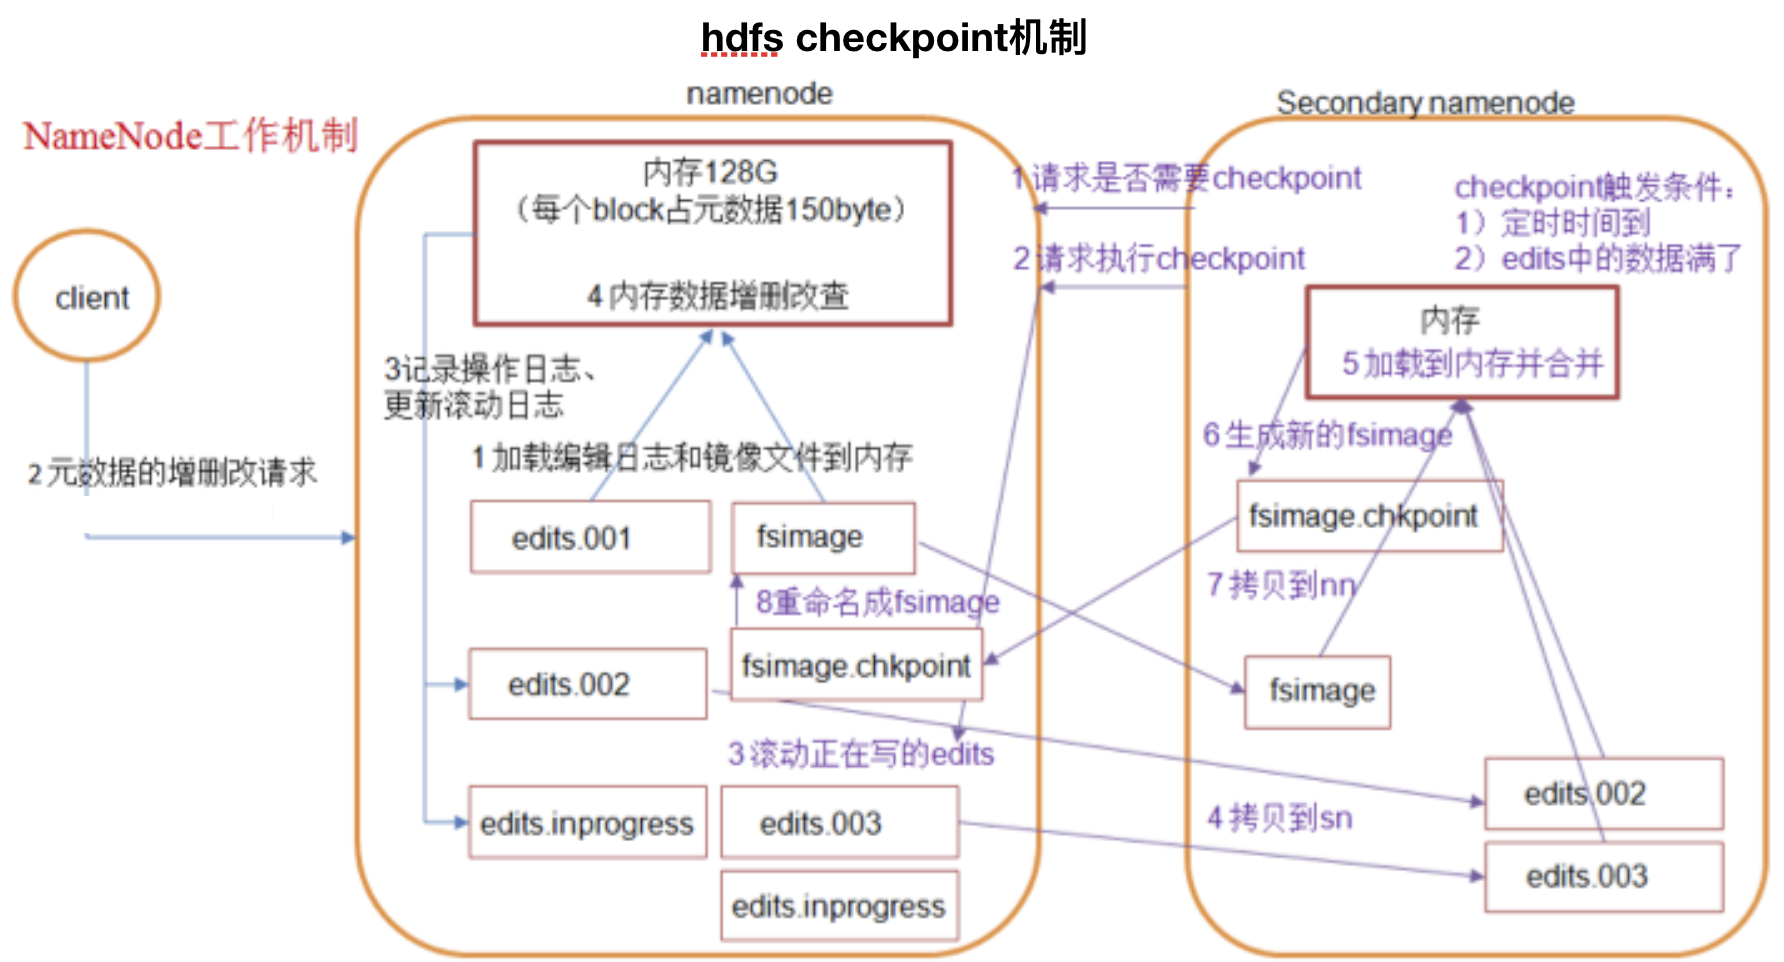 hdfs checkpoint机制
namenode
Secondary namenode
NameNode工作机制
client
2 元数据的增删改请求
内存128G
（每个block占元数据150byte）
4 内存数据增删改查
3记录操作日志、
更新滚动日志
1 加载编辑日志和镜像文件到内存
edits.001
fsimage
8重命名成fsimage
edits.002
fsimage.chkpoint
3 滚动正在写的edits
edits.inprogress
edits.003
edits.inprogress
1 请求是否需要checkpoint
2 请求执行checkpoint
checkpoint触发条件：
1）定时时间到
2）edits中的数据满了
内存
5 加载到内存并合并
6 生成新的fsimage
fsimage.chkpoint
7 拷贝到nn
fsimage
4 拷贝到sn
edits.002
edits.003